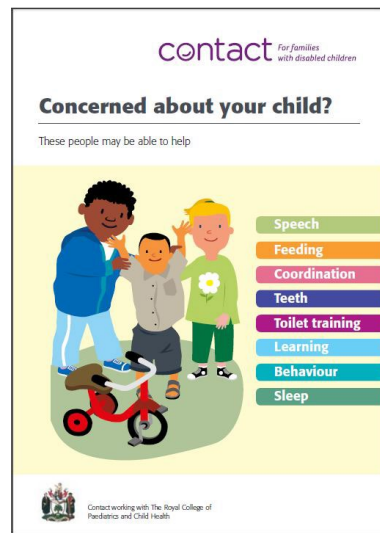 contact
For families
with disabled children
Concerned about your child?
These people may be able to help
Speech
Feeding
Coordination
Teeth
Toilet training
Learning
Behaviour
Sleep
Contact working with The Royal College of
Paediatrics and Child Health